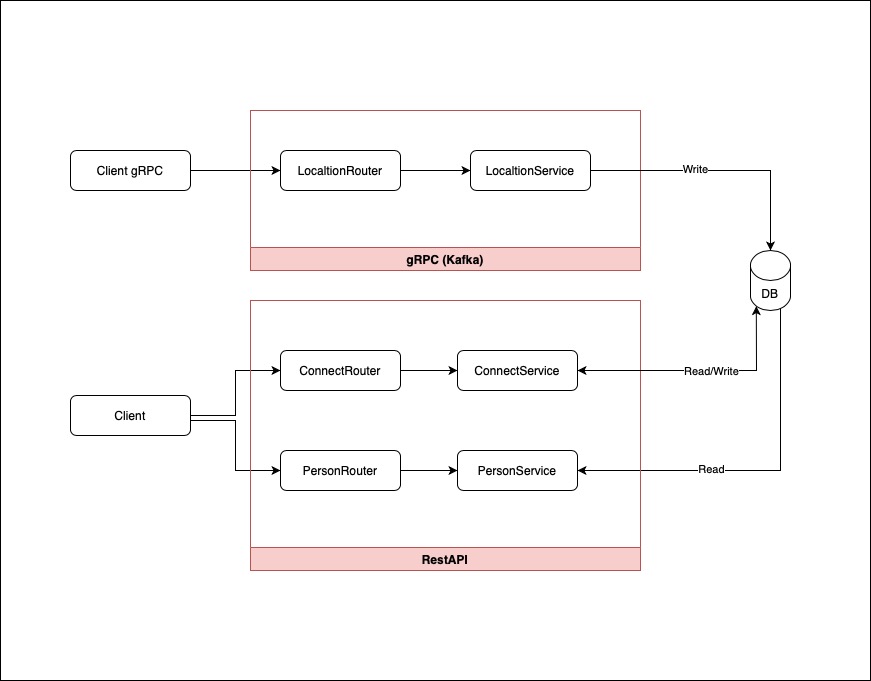 Client gRPC
LocaltionRouter
LocaltionService
Write
gRPC (Kafka)
DB
ConnectRouter
ConnectService
Read/Write
Client
PersonRouter
PersonService
Read
RestAPI